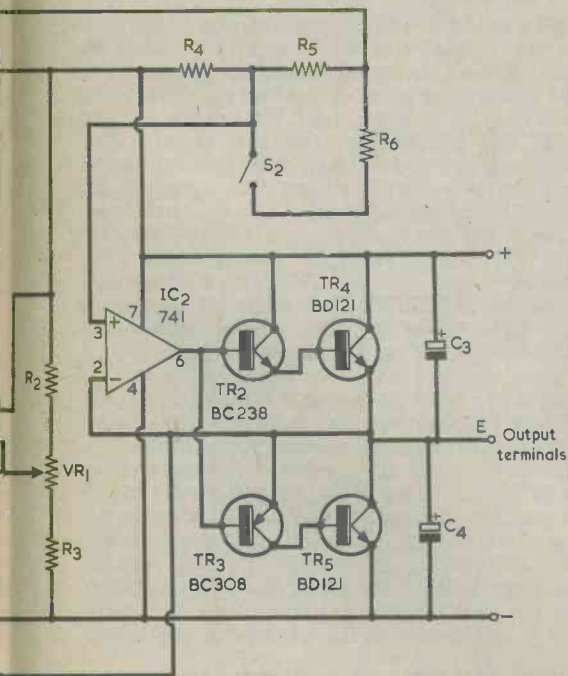 R4
R5
R6
S2
+
IC2
741
TR4
BD121
3
+
7
6
2
−
4
C3
R2
TR2
BC238
E
Output
terminals
VR1
C4
R3
TR3
BC308
TR5
BD121
−